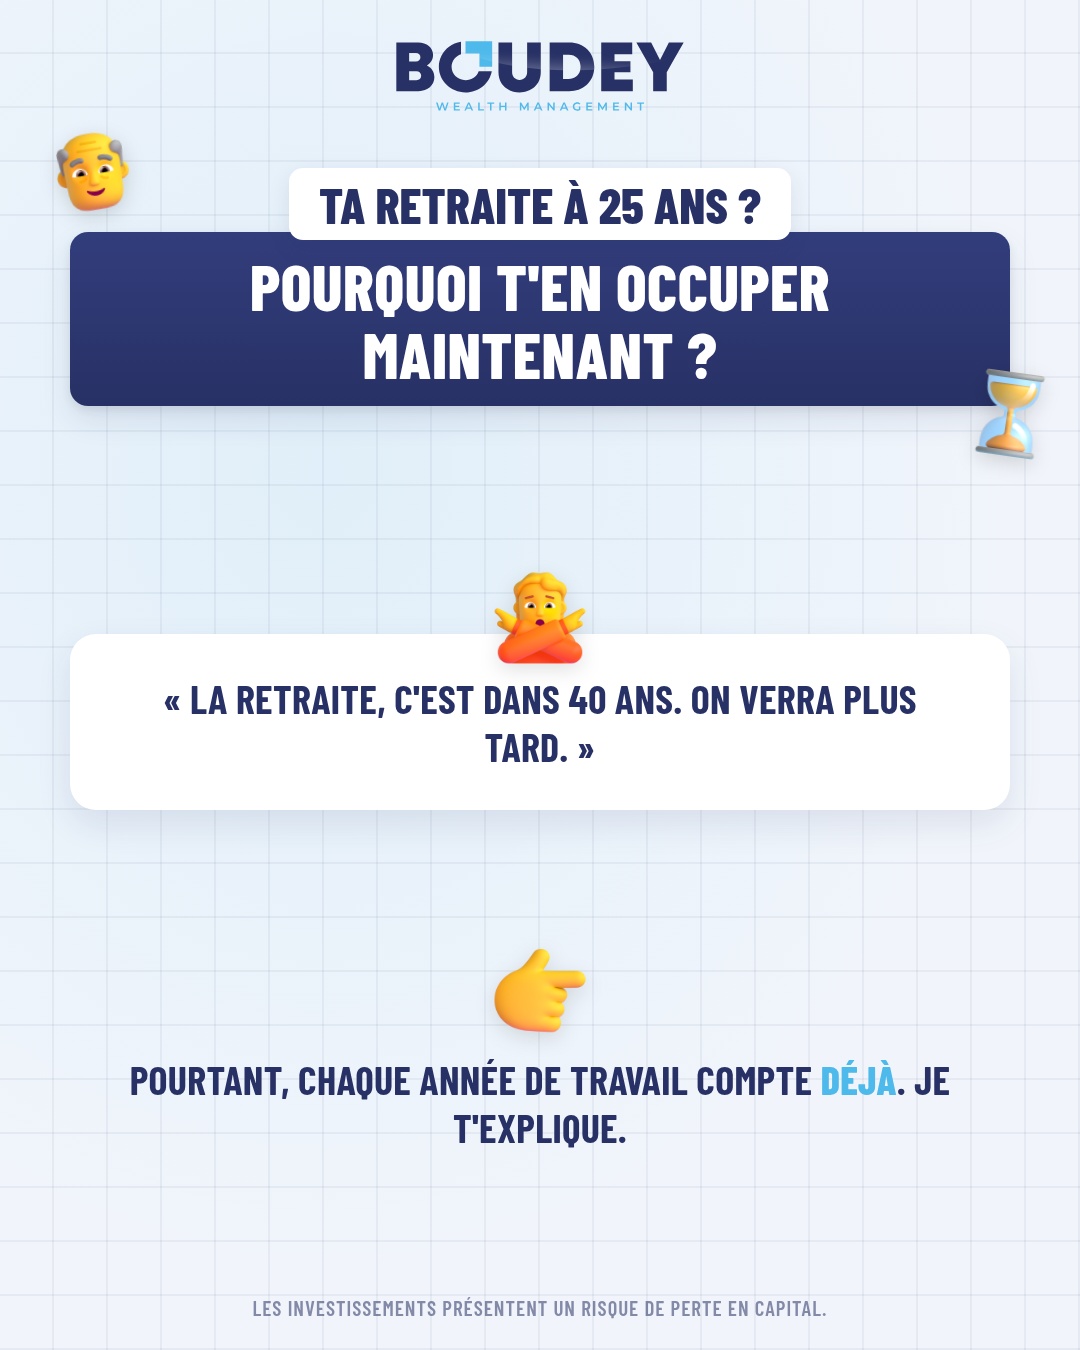 BOUDEY
WEALTH MANAGEMENT
TA RETRAITE À 25 ANS ?
POURQUOI T'EN OCCUPER
MAINTENANT ?
« LA RETRAITE, C'EST DANS 40 ANS. ON VERRA PLUS
TARD. »
POURTANT, CHAQUE ANNÉE DE TRAVAIL COMPTE DÉJÀ. JE
T'EXPLIQUE.
LES INVESTISSEMENTS PRÉSENTENT UN RISQUE DE PERTE EN CAPITAL.